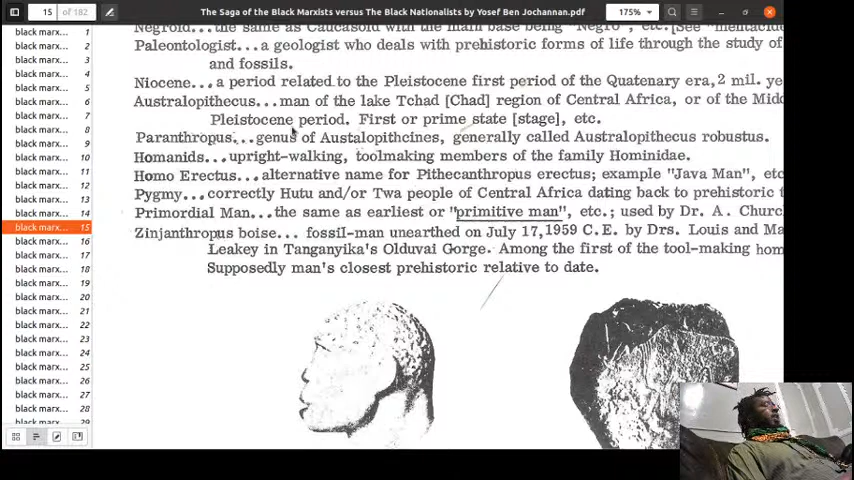 15 of 182
The Saga of the Black Marxists versus The Black Nationalists by Yosef Ben Jochannan.pdf
175%
Negroid... the same as Caucasoid with the main base being "Negro", etc.[See
Paleontologist...a geologist who deals with prehistoric forms of life through the study of
and fossils.
Niocene... a period related to the Pleistocene first period of the Quatenary era, 2 mil. ye
Australopithecus...man of the lake Tchad [Chad] region of Central Africa, or of the Mid
Pleistocene period. First or prime state [stage], etc.
Paranthropus...genus of Austalopithcines, generally called Australopithecus robustus.
Homanids...upright-walking, toolmaking members of the family Hominidae.
Homo Erectus...alternative name for Pithecanthropus erectus; example "Java Man", etc
Pygmy...correctly Hutu and/or Twa people of Central Africa dating back to prehistoric t
Primordial Man...the same as earliest or "primitive man", etc.; used by Dr. A. Churc
Zinjanthropus boise... fossil-man unearthed on July 17,1959 C.E. by Drs. Louis and Ma
Leakey in Tanganyika's Olduvai Gorge. Among the first of the tool-making hom
Supposedly man's closest prehistoric relative to date.
black marx... 1
black marx... 2
black marx... 3
black marx... 4
black marx... 5
black marx... 6
black marx... 7
black marx... 8
black marx... 9
black marx... 10
black marx... 11
black marx... 12
black marx... 13
black marx... 14
black marx... 15
black marx... 16
black marx... 17
black marx... 18
black marx... 19
black marx... 20
black marx... 21
black marx... 22
black marx... 23
black marx... 24
black marx... 25
black marx... 26
black marx... 27
black marx... 28
black marx... 29